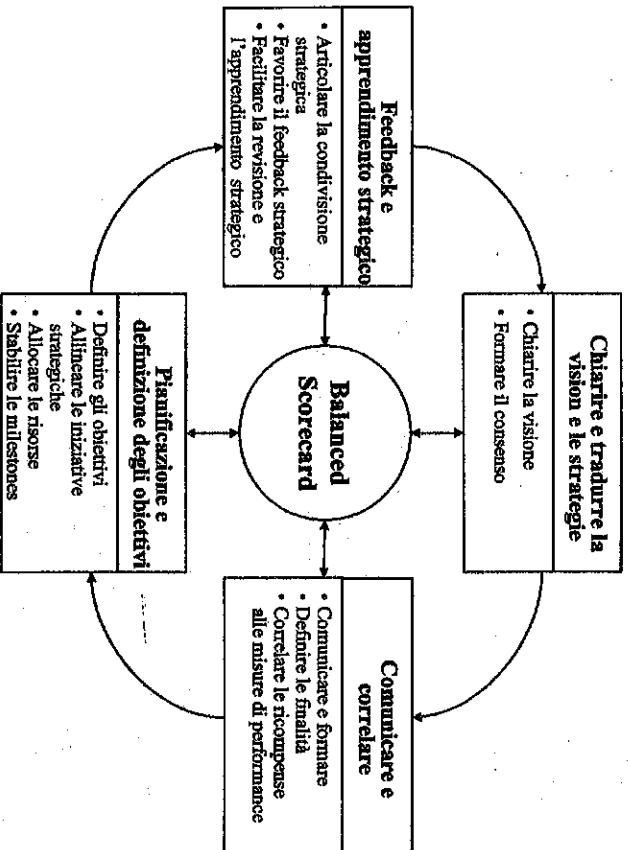 Chiarire e tradurre la
vision e le strategie
• Chiarire la visione
• Formare il consenso
Feedback e
apprendimento strategico
• Articolare la condivisione
strategica
• Favorire il feedback strategico
• Facilitare la revisione e
l'apprendimento strategico
Balanced
Scorecard
Comunicare e
correlare
• Comunicare e formare
• Definire le finalità
• Correlare le ricompense
alle misure di performance
Pianificazione e
definizione degli obiettivi
• Definire gli obiettivi
• Allineare le iniziative
strategiche
• Allocare le risorse
• Stabilire le milestones